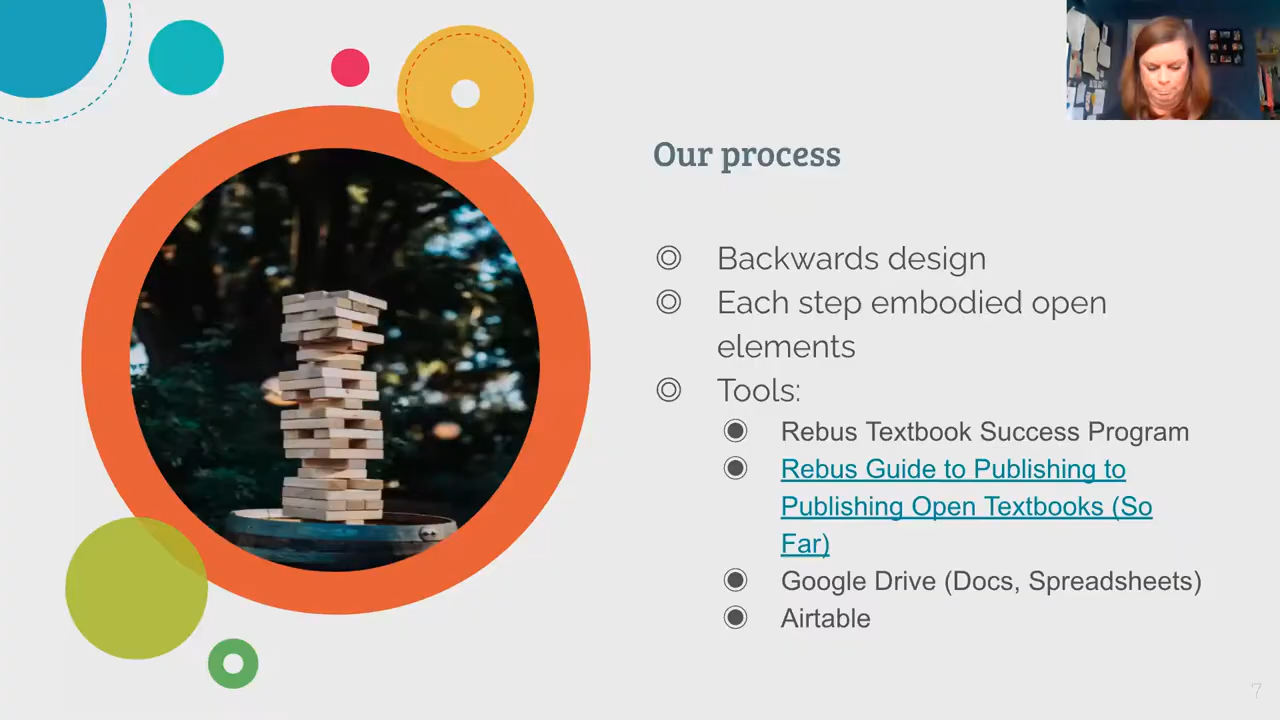 Our process
Backwards design
Each step embodied open
elements
Tools:
Rebus Textbook Success Program
Rebus Guide to Publishing to
Publishing Open Textbooks (So
Far)
Google Drive (Docs, Spreadsheets)
Airtable
7